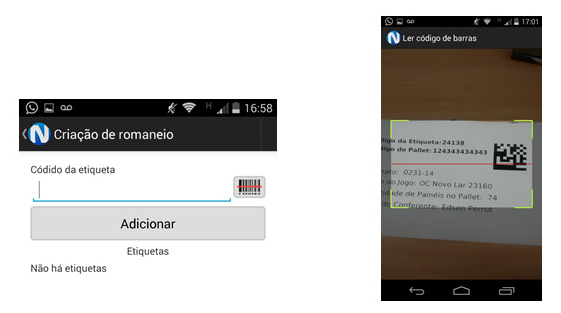 16:58
Criação de romaneio
Códido da etiqueta
Adicionar
Etiquetas
Não há etiquetas
17:01
Ler código de barras
digo da Etiqueta:24138
digo do Pallet: 124343434343
rato: 0231-14
e do Jogo: OC Novo Lar 23160
idade de Painéis no Pallet: 74
do Conferente: Edson Perrut